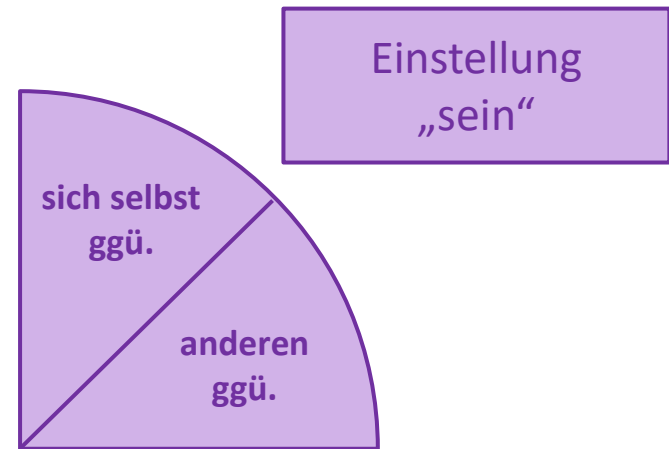 Einstellung
„sein“
sich selbst
ggü.
anderen
ggü.